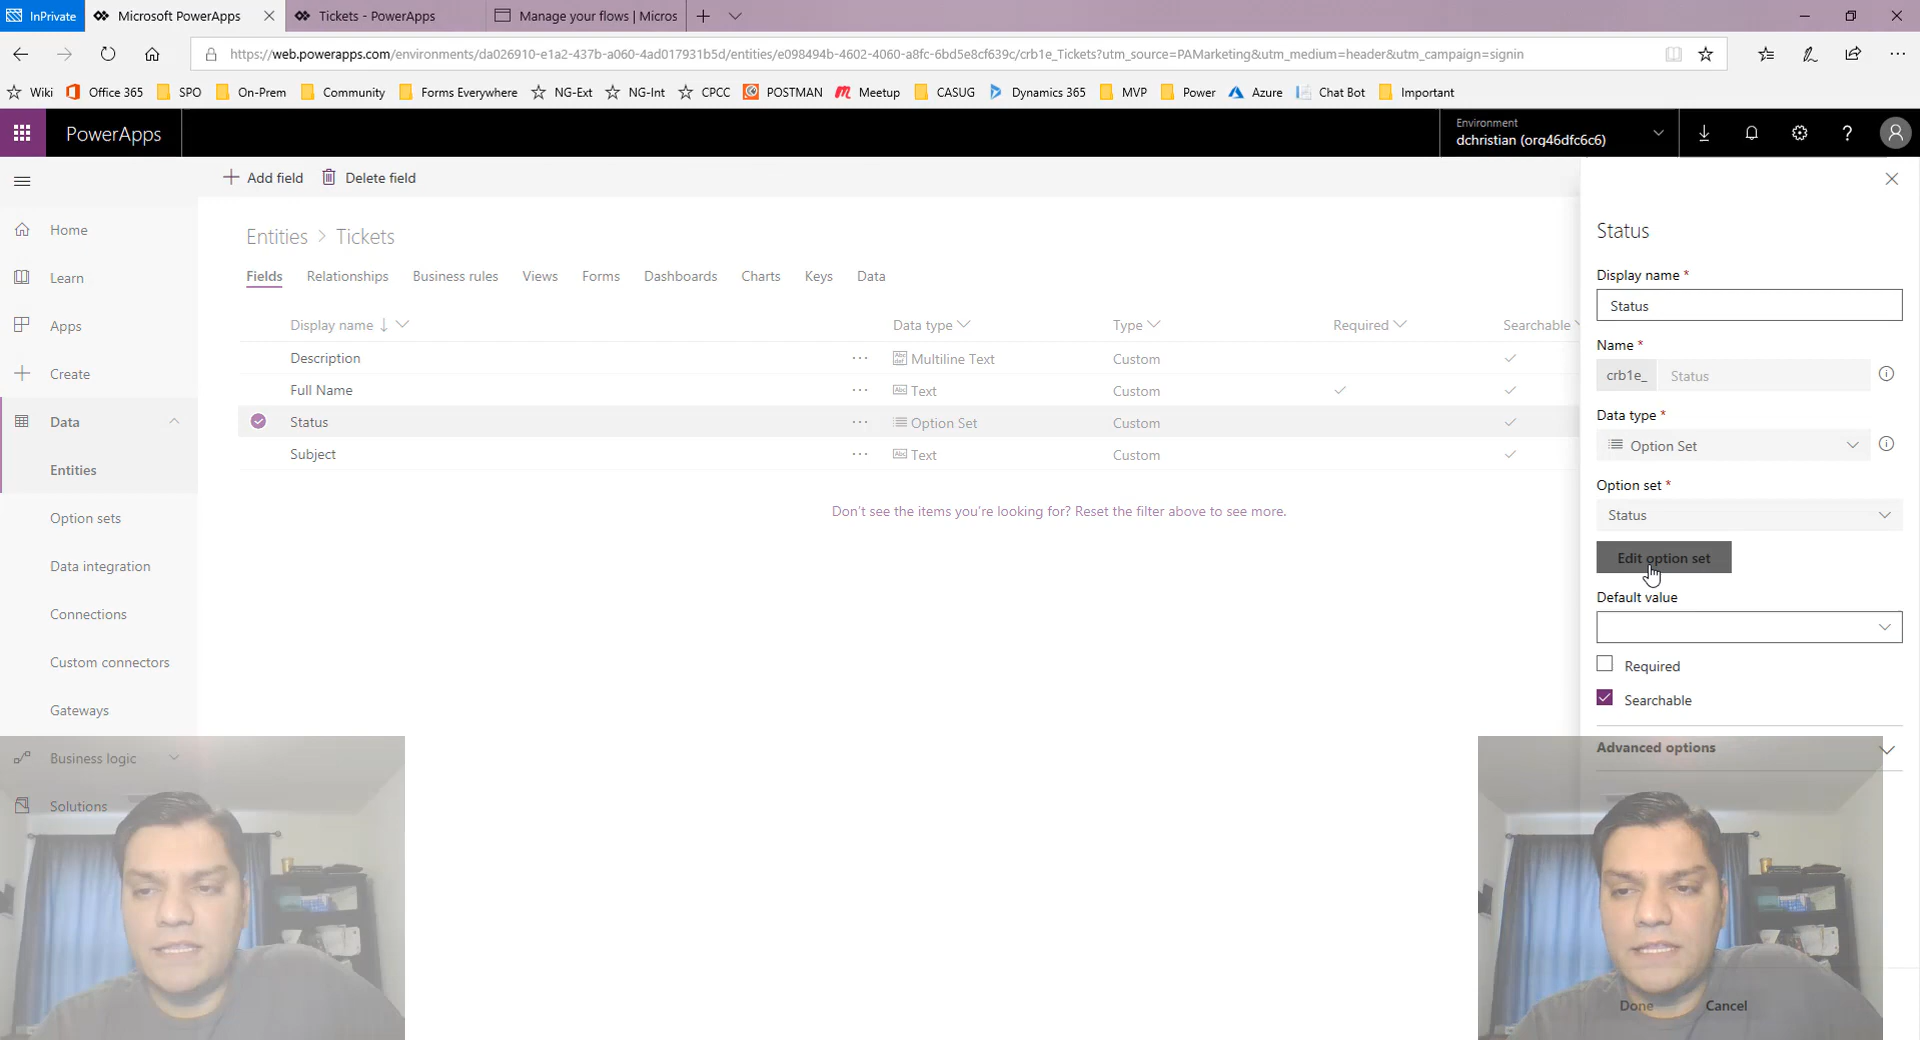 InPrivate
Microsoft PowerApps
Tickets - PowerApps
Manage your flows | Micros
https://web.powerapps.com/environments/da026910-e1a2-437b-a060-4ad017931b5d/entities/e098494b-4602-4060-a8fc-6bd5e8cf639c/crb1e_Tickets?utm_source=PAMarketing&utm_medium=header&utm_campaign=signin
Wiki
Office 365
SPO
On-Prem
Community
Forms Everywhere
NG-Ext
NG-Int
CPCC
POSTMAN
Meetup
CASUG
Dynamics 365
MVP
Power
Azure
Chat Bot
Important
PowerApps
Environment
dchristian (org46dfc6c6)
Home
Learn
Apps
Create
Data
Entities
Option sets
Data integration
Connections
Custom connectors
Gateways
Business logic
Solutions
Add field
Delete field
Entities > Tickets
Fields
Relationships
Business rules
Views
Forms
Dashboards
Charts
Keys
Data
Display name
Data type
Type
Required
Searchable
Description
Multiline Text
Custom
Full Name
Text
Custom
Status
Option Set
Custom
Subject
Text
Custom
Don't see the items you're looking for? Reset the filter above to see more.
Status
Display name *
Status
Name *
crb1e_
Status
Data type *
Option Set
Option set *
Status
Edit option set
Default value
Required
Searchable
Advanced options
Done
Cancel